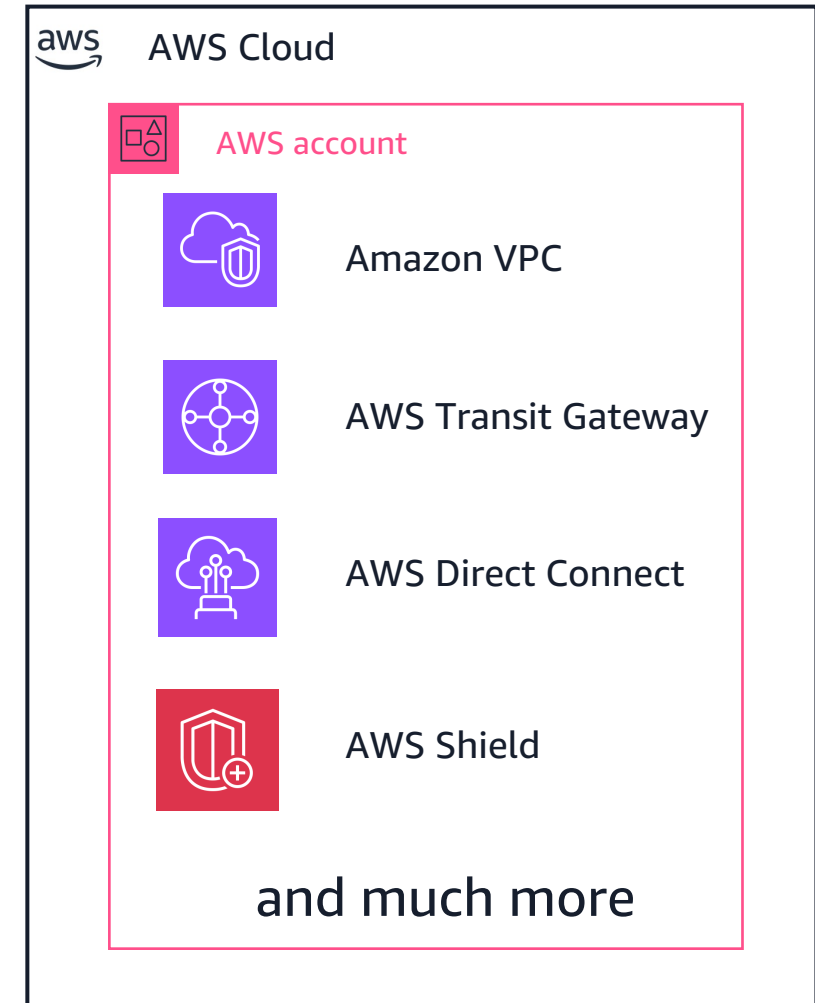 aws
AWS Cloud
AWS account
Amazon VPC
AWS Transit Gateway
AWS Direct Connect
AWS Shield
and much more